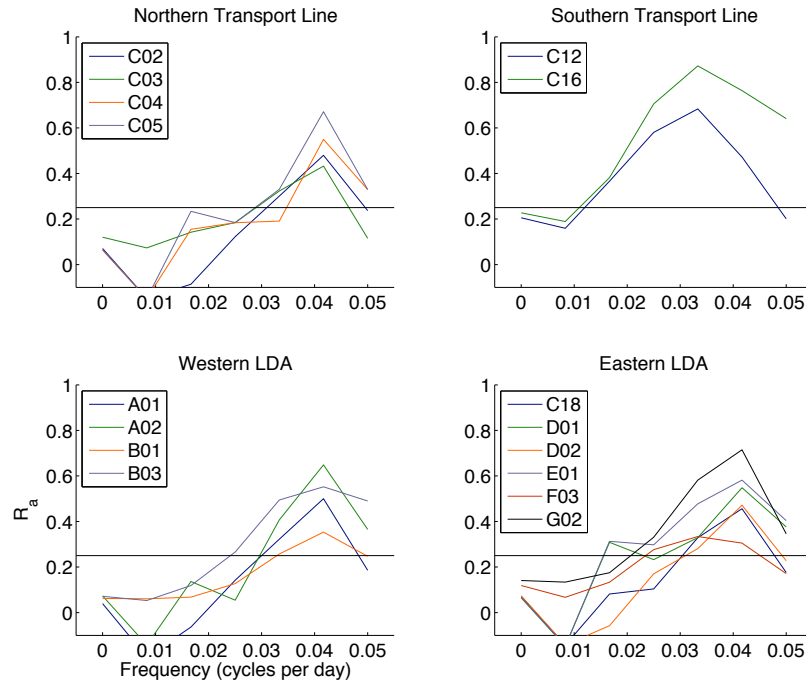 Northern Transport Line
1
0.8
0.6
0.4
0.2
0
C02
C03
C04
C05
0 0.01 0.02 0.03 0.04 0.05
Southern Transport Line
1
0.8
0.6
0.4
0.2
0
C12
C16
0 0.01 0.02 0.03 0.04 0.05
Western LDA
1
0.8
0.6
0.4
0.2
0
R_a
A01
A02
B01
B03
0 0.01 0.02 0.03 0.04 0.05
Frequency (cycles per day)
Eastern LDA
1
0.8
0.6
0.4
0.2
0
C18
D01
D02
E01
F03
G02
0 0.01 0.02 0.03 0.04 0.05